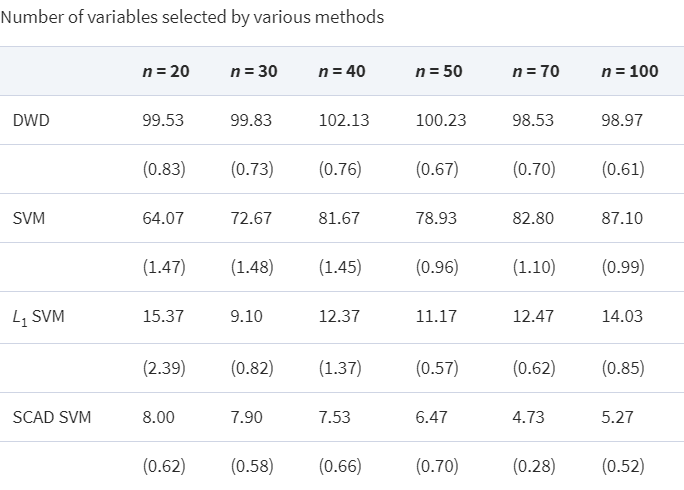 Number of variables selected by various methods
n = 20 n = 30 n = 40 n = 50 n = 70 n = 100
DWD 99.53 99.83 102.13 100.23 98.53 98.97
(0.83) (0.73) (0.76) (0.67) (0.70) (0.61)
SVM 64.07 72.67 81.67 78.93 82.80 87.10
(1.47) (1.48) (1.45) (0.96) (1.10) (0.99)
L1 SVM 15.37 9.10 12.37 11.17 12.47 14.03
(2.39) (0.82) (1.37) (0.57) (0.62) (0.85)
SCAD SVM 8.00 7.90 7.53 6.47 4.73 5.27
(0.62) (0.58) (0.66) (0.70) (0.28) (0.52)